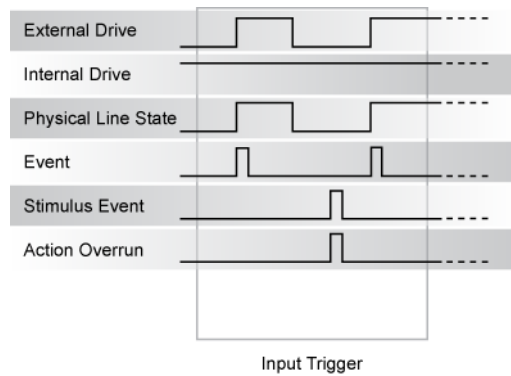 External Drive
Internal Drive
Physical Line State
Event
Stimulus Event
Action Overrun
Input Trigger